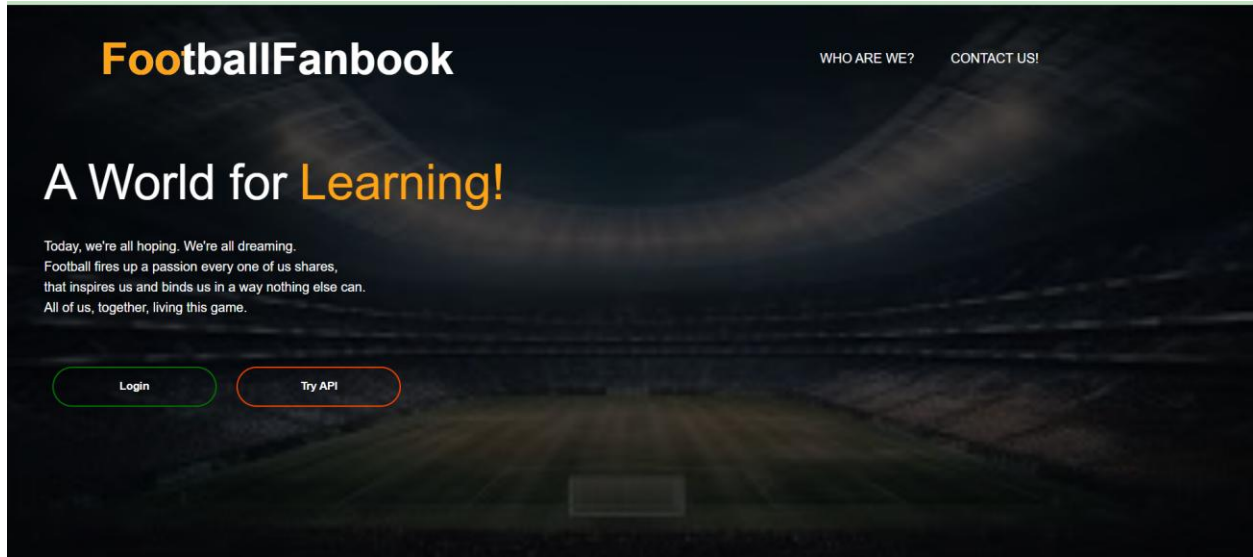 FootballFanbook
WHO ARE WE?
CONTACT US!
A World for Learning!
Today, we're all hoping. We're all dreaming.
Football fires up a passion every one of us shares,
that inspires us and binds us in a way nothing else can.
All of us, together, living this game.
Login
Try API